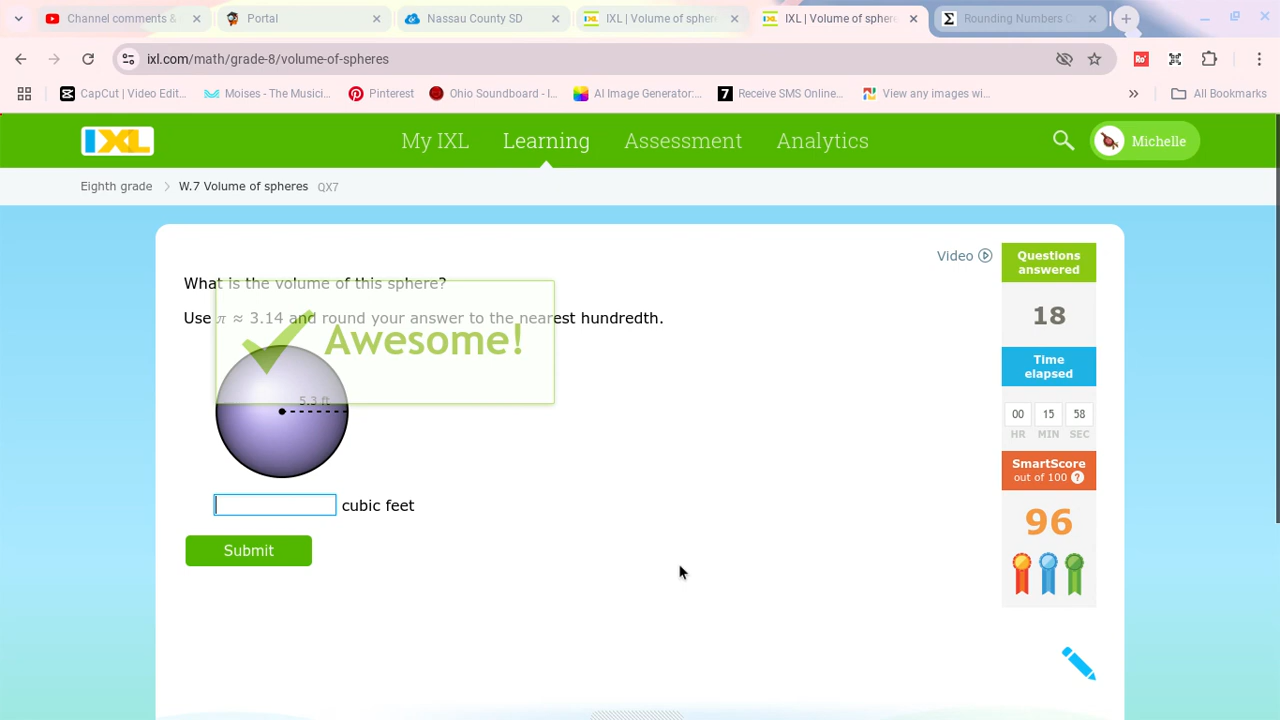 Channel comments &
Portal
Nassau County SD
IXL | Volume of sphere
IXL | Volume of sphere
Rounding Numbers C
ixl.com/math/grade-8/volume-of-spheres
CapCut | Video Edit...
Moises - The Musici...
Pinterest
Ohio Soundboard - I...
AI Image Generator:...
Receive SMS Online...
View any images wi...
All Bookmarks
IXL
My IXL
Learning
Assessment
Analytics
Michelle
Eighth grade
W.7 Volume of spheres
QX7
Video
What is the volume of this sphere?
Use π ≈ 3.14 and round your answer to the nearest hundredth.
Awesome!
5.3 ft
cubic feet
Submit
Questions
answered
18
Time
elapsed
00 15 58
HR MIN SEC
SmartScore
out of 100 ?
96